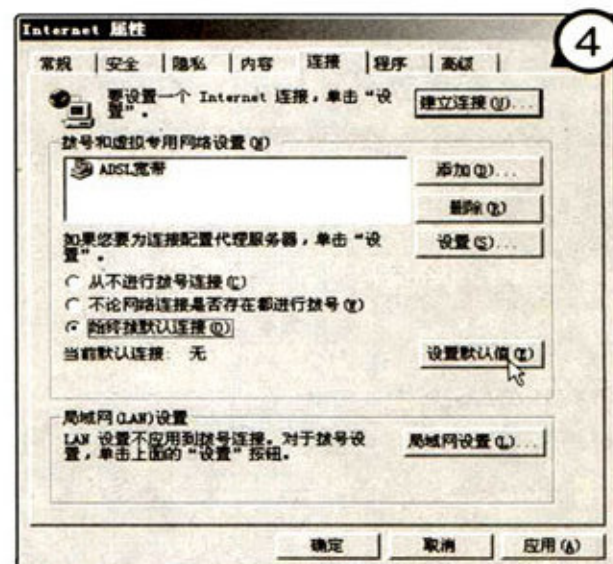 Internet 属性
4
常规 安全 隐私 内容 连接 程序 高级
要设置一个 Internet 连接，单击“设
置”。
建立连接(U)...
拨号和虚拟专用网络设置(N)
ADSL宽带
添加(D)...
删除(R)
如果您要为连接配置代理服务器，单击“设
置”。
设置(S)...
从不进行拨号连接(C)
不论网络连接是否存在都进行拨号(W)
始终拨默认连接(O)
当前默认连接： 无
设置默认值(E)
局域网(LAN)设置
LAN 设置不应用到拨号连接。对于拨号设
置，单击上面的“设置”按钮。
局域网设置(L)...
确定 取消 应用(A)